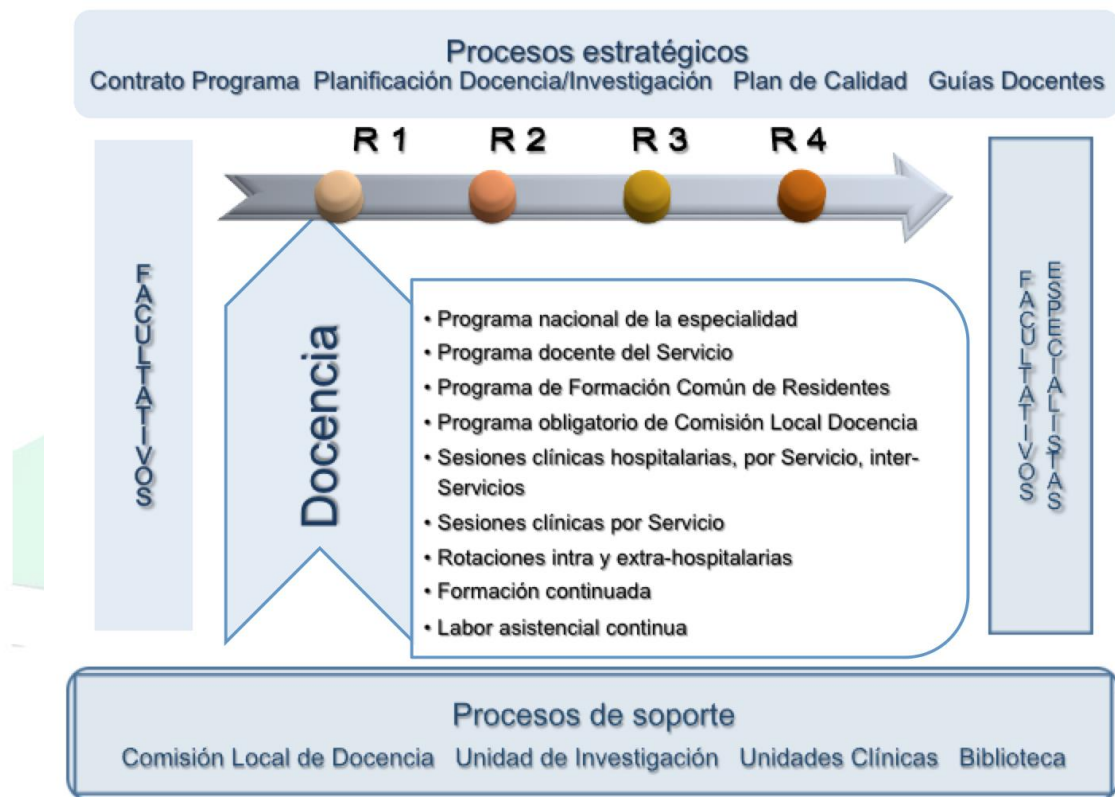 Procesos estratégicos
Contrato Programa Planificación Docencia/Investigación Plan de Calidad Guías Docentes
R 1 R 2 R 3 R 4
FACULTATIVOS
Docencia
• Programa nacional de la especialidad
• Programa docente del Servicio
• Programa de Formación Común de Residentes
• Programa obligatorio de Comisión Local Docencia
• Sesiones clínicas hospitalarias, por Servicio, inter-
Servicios
• Sesiones clínicas por Servicio
• Rotaciones intra y extra-hospitalarias
• Formación continuada
• Labor asistencial continua
FACULTATIVOS
ESPECIALISTAS
Procesos de soporte
Comisión Local de Docencia Unidad de Investigación Unidades Clínicas Biblioteca